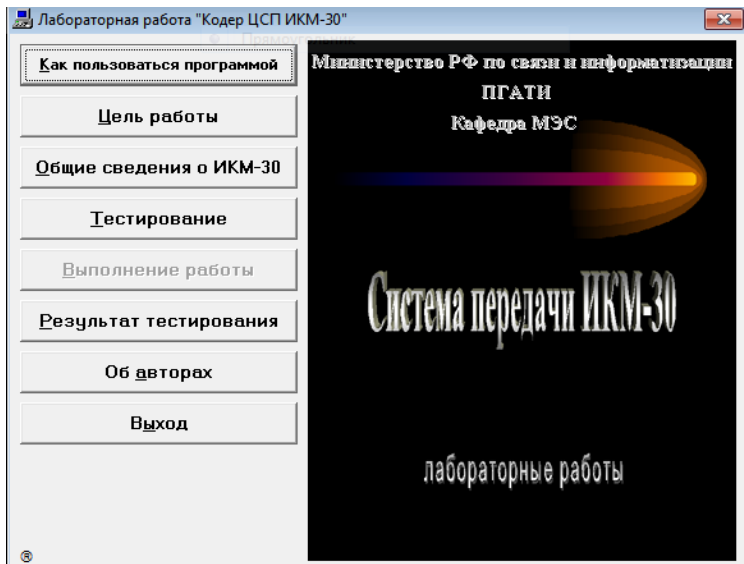 Лабораторная работа "Кодер ЦСП ИКМ-30"
Прямоугольник
Как пользоваться программой
Цель работы
Общие сведения о ИКМ-30
Тестирование
Выполнение работы
Результат тестирования
Об авторах
Выход
®
Министерство РФ по связи и информатизации
ПГАТИ
Кафедра МЭС
Система передачи ИКМ-30
лабораторные работы